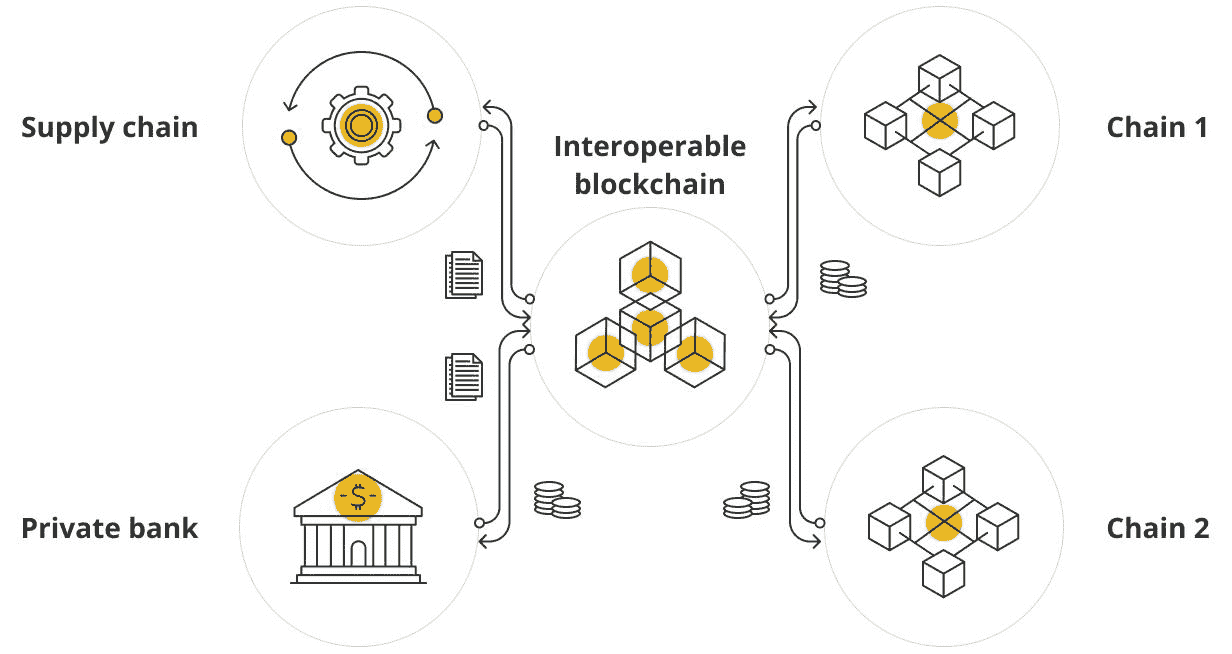 Supply chain
Interoperable
blockchain
Chain 1
Private bank
$
Chain 2